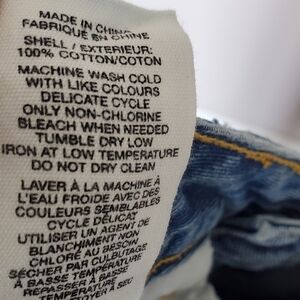 MADE IN CHINA/
FABRIQUÉ EN CHINE
SHELL / EXTÉRIEUR:
100% COTTON/COTON
MACHINE WASH COLD
WITH LIKE COLOURS
DELICATE CYCLE
ONLY NON-CHLORINE
BLEACH WHEN NEEDED
TUMBLE DRY LOW
IRON AT LOW TEMPERATURE
DO NOT DRY CLEAN
LAVER À LA MACHINE À
L'EAU FROIDE AVEC DES
COULEURS SEMBLABLES
CYCLE DÉLICAT
UTILISER UN AGENT DE
BLANCHIMENT NON
CHLORÉ AU BESOIN
SÉCHER PAR CULBUTAGE
À BASSE TEMPÉRATURE
REPASSER À BASSE
TEMPÉRATURE